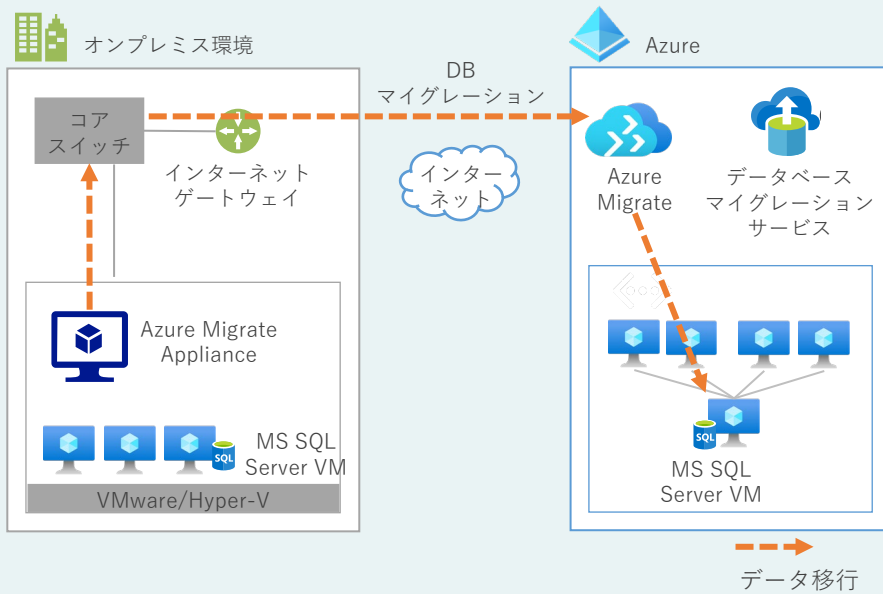 オンプレミス環境
Azure
DB
マイグレーション
コア
スイッチ
インターネット
ゲートウェイ
インター
ネット
Azure
Migrate
データベース
マイグレーション
サービス
Azure Migrate
Appliance
SQL
MS SQL
Server VM
VMware/Hyper-V
SQL
MS SQL
Server VM
データ移行